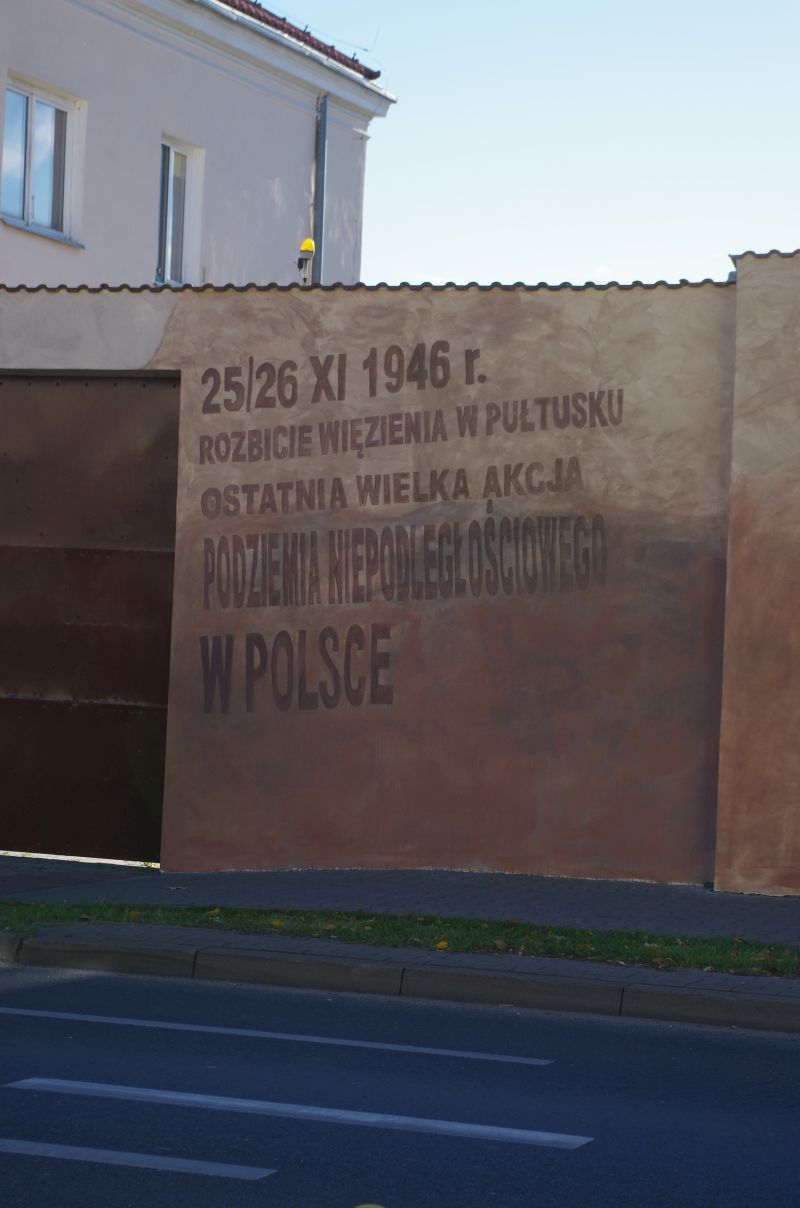 25/26 XI 1946 r.
ROZBICIE WIĘZIENIA W PUŁTUSKU
OSTATNIA WIELKA AKCJA
PODZIEMIA NIEPODLEGŁOŚCIOWEGO
W POLSCE